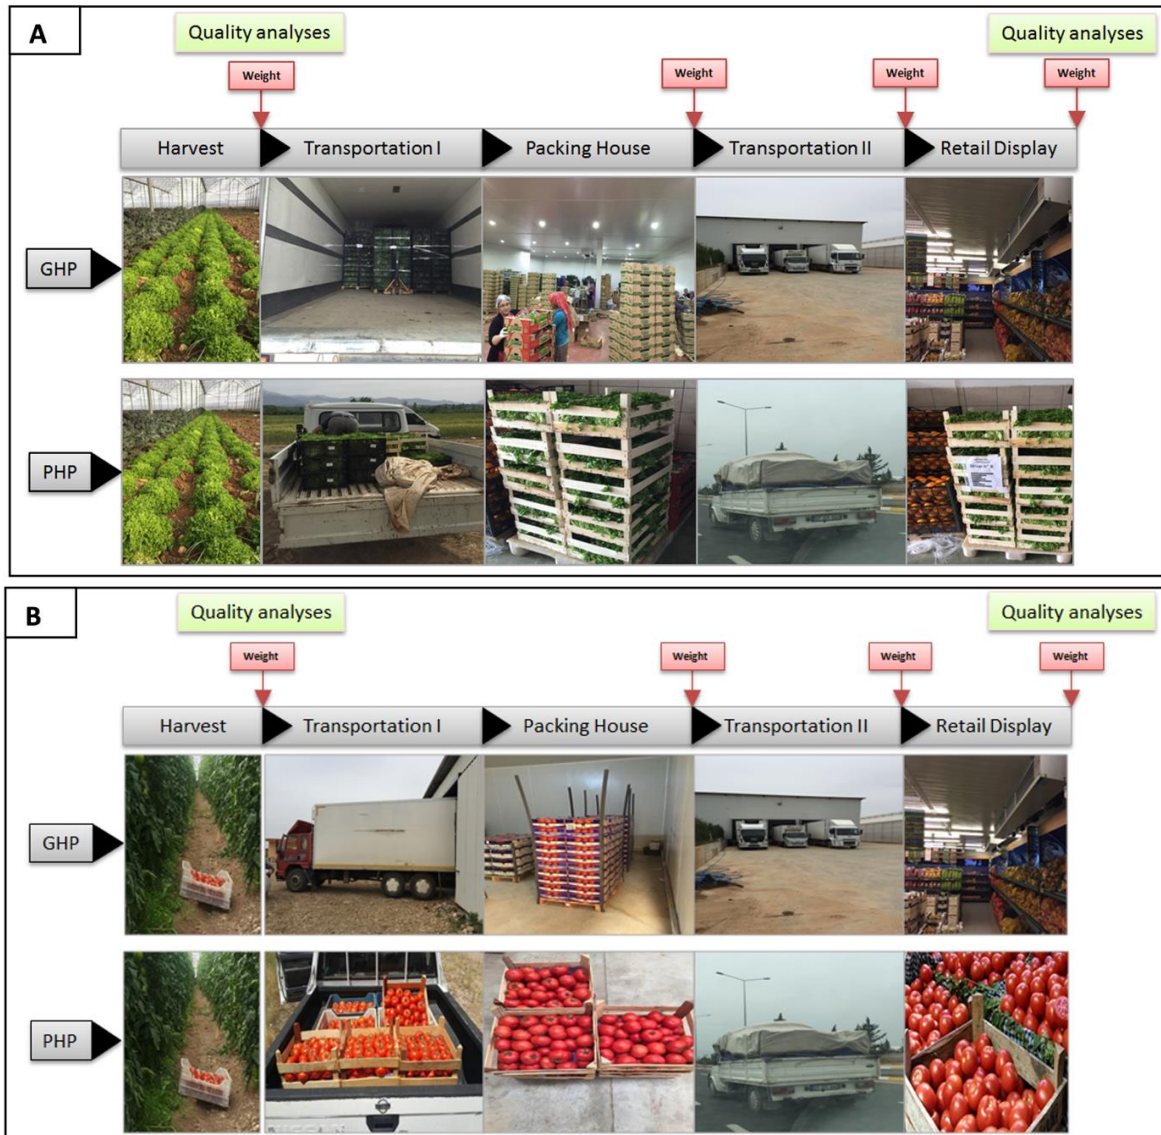 A
Quality analyses
Quality analyses
Weight
Weight
Weight
Weight
Harvest
Transportation I
Packing House
Transportation II
Retail Display
GHP
PHP
B
Quality analyses
Quality analyses
Weight
Weight
Weight
Weight
Harvest
Transportation I
Packing House
Transportation II
Retail Display
GHP
PHP